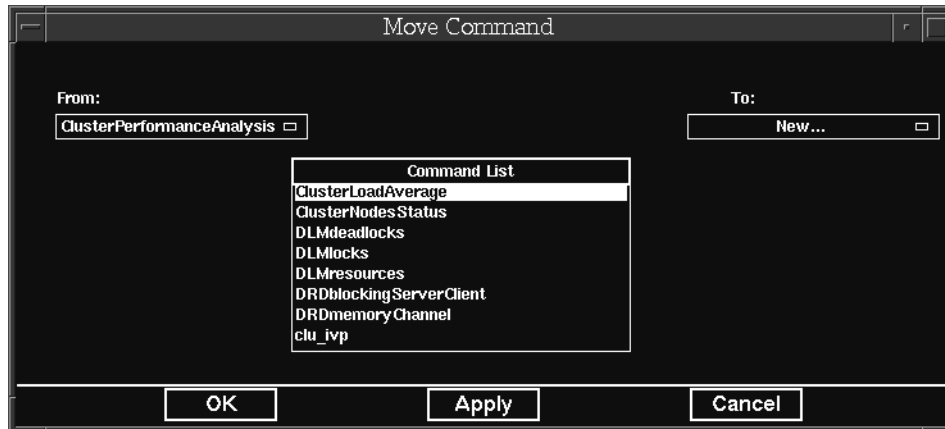 Move Command
From:
To:
ClusterPerformanceAnalysis
New...
Command List
ClusterLoadAverage
ClusterNodesStatus
DLMdeadlocks
DLMlocks
DLMresources
DRDblockingServerClient
DRDmemoryChannel
clu_ivp
OK
Apply
Cancel